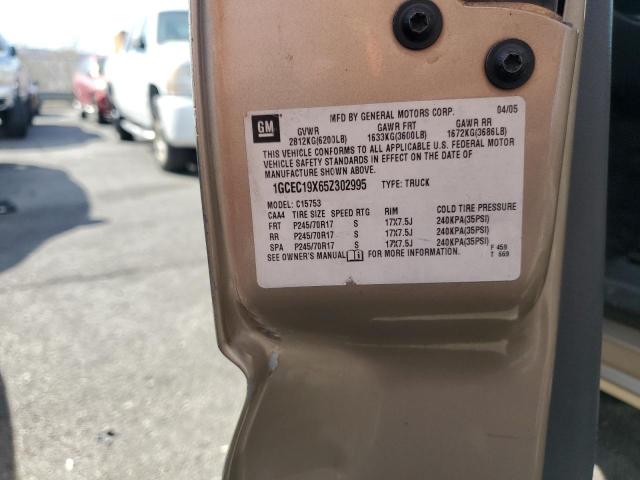 MFD BY GENERAL MOTORS CORP. 04/05
GM
GVWR GAWR FRT GAWR RR
2812KG(6200LB) 1633KG(3600LB) 1672KG(3686LB)
THIS VEHICLE CONFORMS TO ALL APPLICABLE U.S. FEDERAL MOTOR
VEHICLE SAFETY STANDARDS IN EFFECT ON THE DATE OF
MANUFACTURE SHOWN ABOVE.
1GCEC19X65Z302995 TYPE: TRUCK
MODEL: C15753
CAA4 TIRE SIZE SPEED RTG RIM COLD TIRE PRESSURE
FRT P245/70R17 S 17X7.5J 240KPA(35PSI)
RR P245/70R17 S 17X7.5J 240KPA(35PSI)
SPA P245/70R17 S 17X7.5J 240KPA(35PSI)
SEE OWNER'S MANUAL FOR MORE INFORMATION.
F 459
T 569